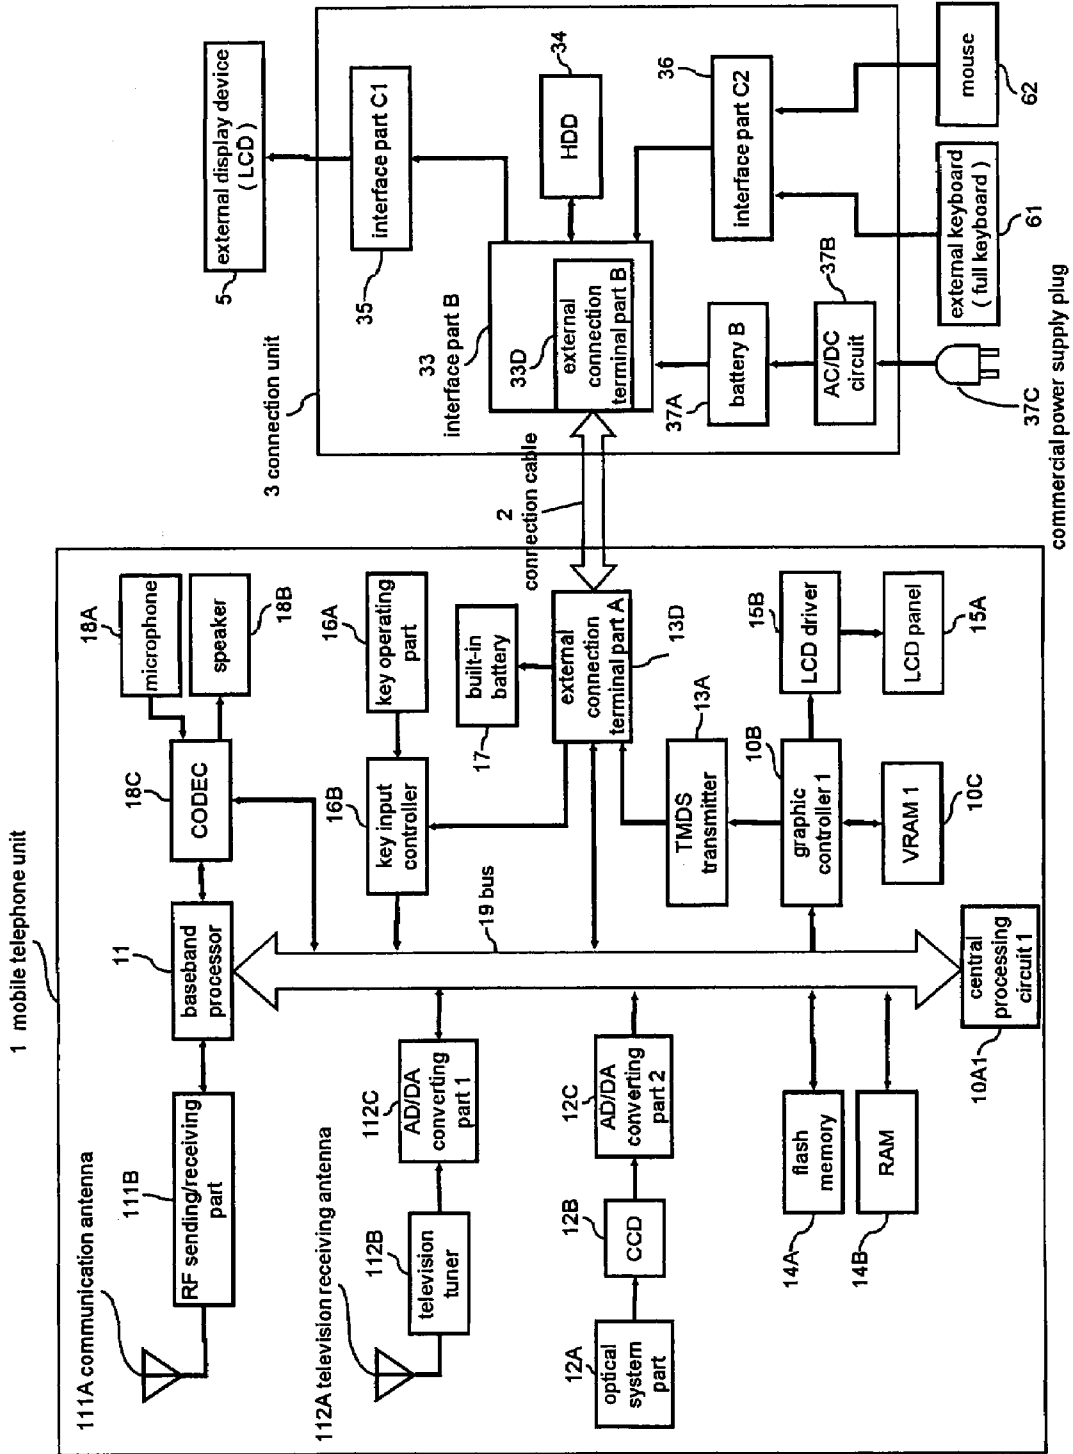 1 mobile telephone unit
111A communication antenna
111B
RF sending/receiving
part
11
baseband
processor
18C
CODEC
18A
microphone
speaker
18B
112A television receiving antenna
112B
television
tuner
112C
AD/DA
converting
part 1
16B
key input
controller
16A
key operating
part
19 bus
17
built-in
battery
12A
optical
system
part
12B
CCD
12C
AD/DA
converting
part 2
external
connection
terminal part A
13D
13A
TMDS
transmitter
14A
flash
memory
14B
RAM
10B
graphic
controller 1
15B
LCD driver
VRAM 1
10C
LCD panel
15A
central
processing
circuit 1
10A1
2
connection cable
3 connection unit
5
external display device
( LCD )
35
interface part C1
33
interface part B
33D
external
connection
terminal part B
HDD
34
37A
battery B
36
interface part C2
AC/DC
circuit
37B
37C
commercial power supply plug
external keyboard
( full keyboard )
61
mouse
62